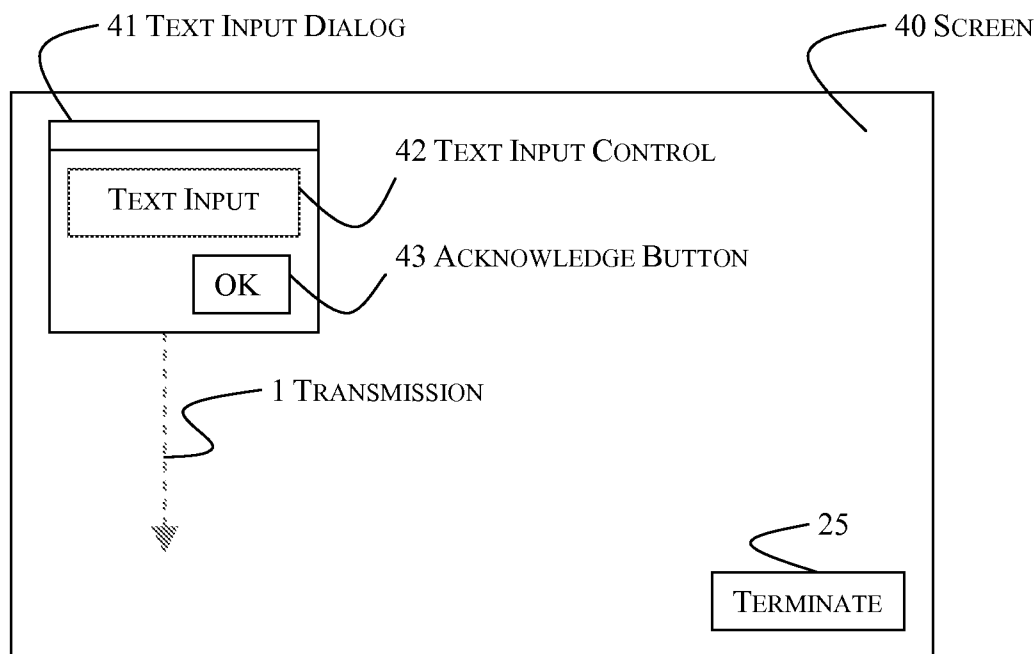 41 TEXT INPUT DIALOG
40 SCREEN
42 TEXT INPUT CONTROL
TEXT INPUT
43 ACKNOWLEDGE BUTTON
OK
1 TRANSMISSION
25
TERMINATE